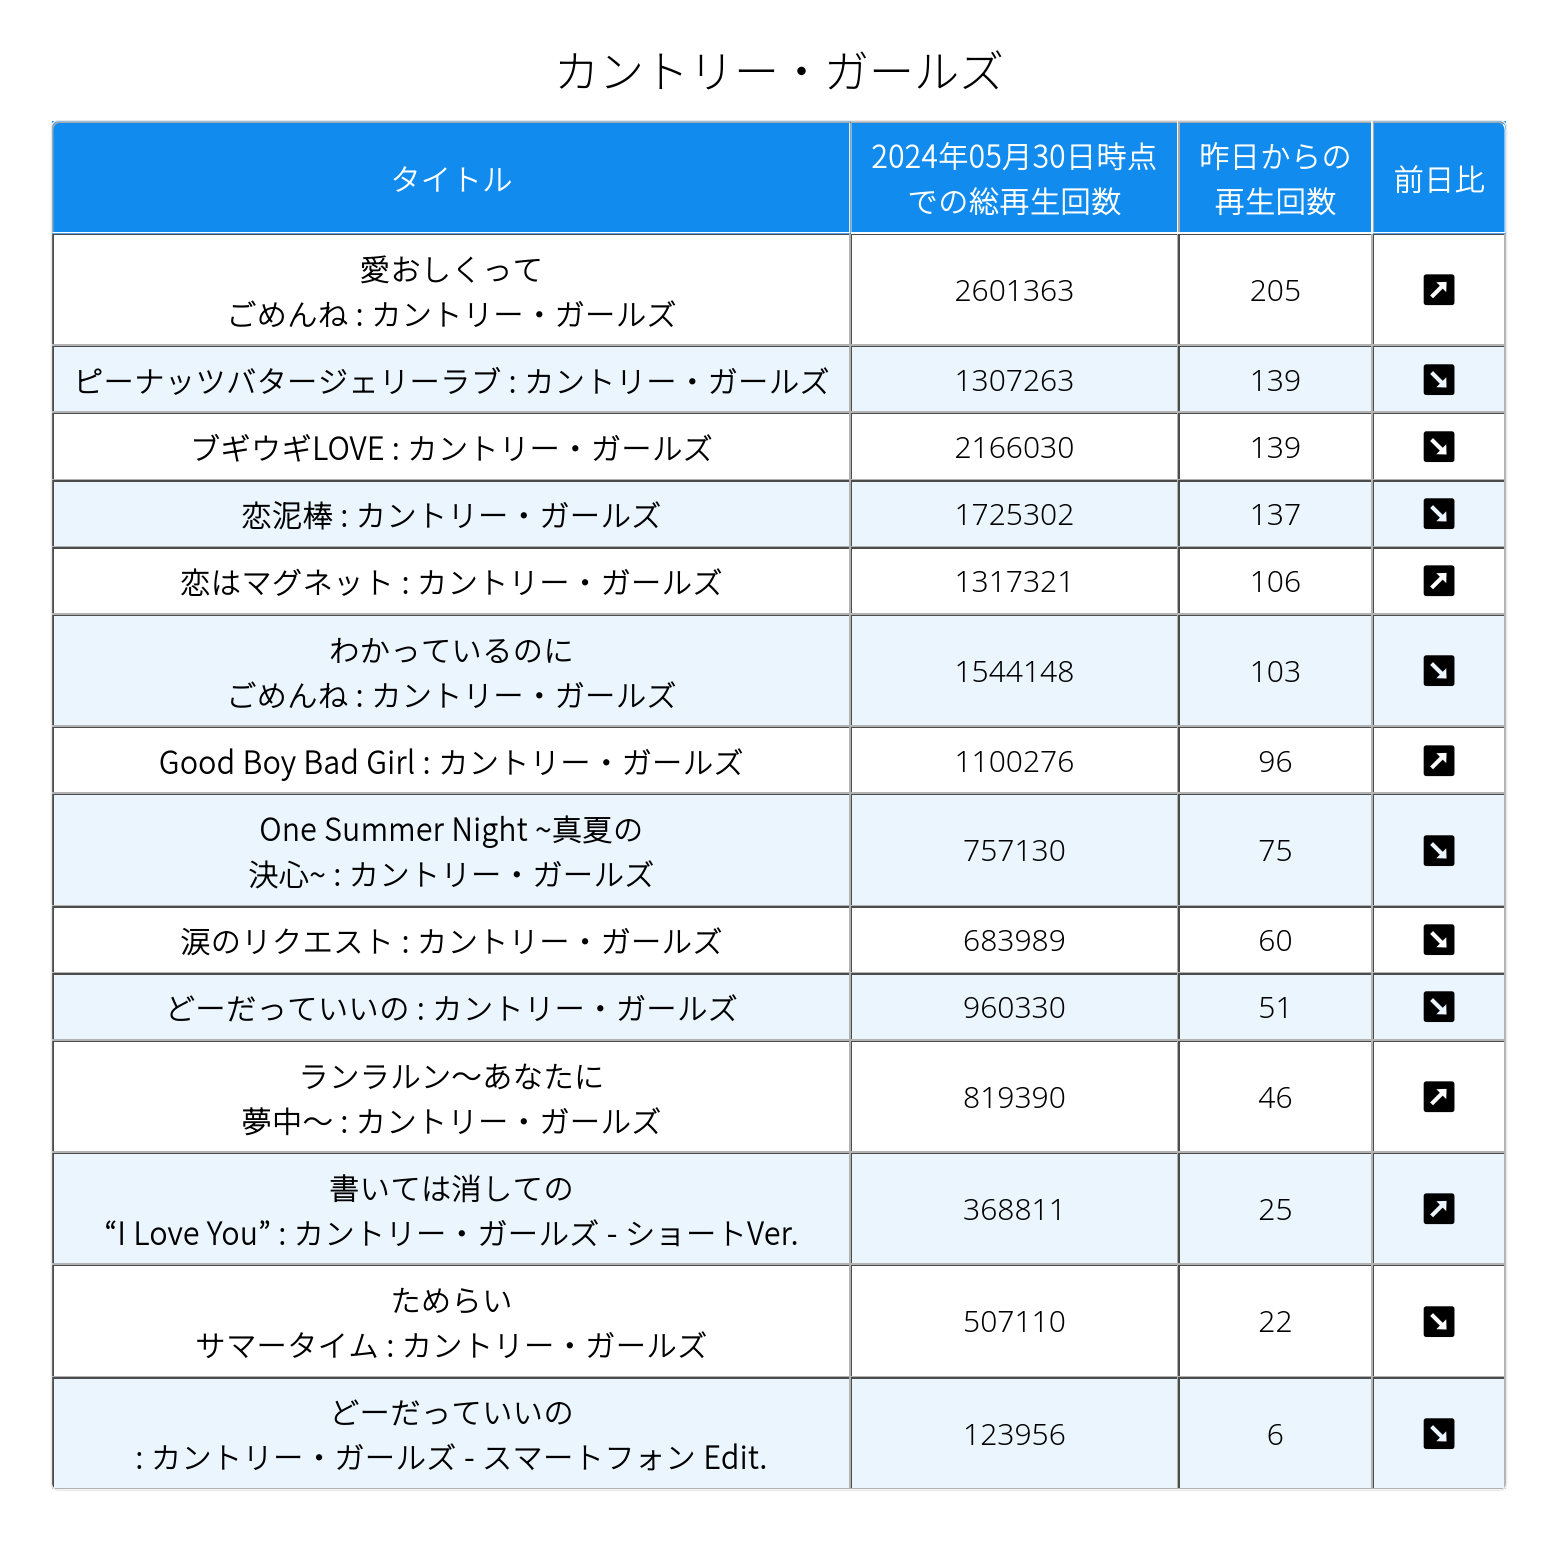 カントリー・ガールズ
タイトル
2024年05月30日時点
での総再生回数
昨日からの
再生回数
前日比
愛おしくって
ごめんね : カントリー・ガールズ
2601363
205
ピーナッツバタージェリーラブ : カントリー・ガールズ
1307263
139
ブギウギLOVE : カントリー・ガールズ
2166030
139
恋泥棒 : カントリー・ガールズ
1725302
137
恋はマグネット : カントリー・ガールズ
1317321
106
わかっているのに
ごめんね : カントリー・ガールズ
1544148
103
Good Boy Bad Girl : カントリー・ガールズ
1100276
96
One Summer Night ~真夏の
決心~ : カントリー・ガールズ
757130
75
涙のリクエスト : カントリー・ガールズ
683989
60
どーだっていいの : カントリー・ガールズ
960330
51
ランラルン〜あなたに
夢中〜 : カントリー・ガールズ
819390
46
書いては消しての
“I Love You” : カントリー・ガールズ - ショートVer.
368811
25
ためらい
サマータイム : カントリー・ガールズ
507110
22
どーだっていいの
: カントリー・ガールズ - スマートフォン Edit.
123956
6